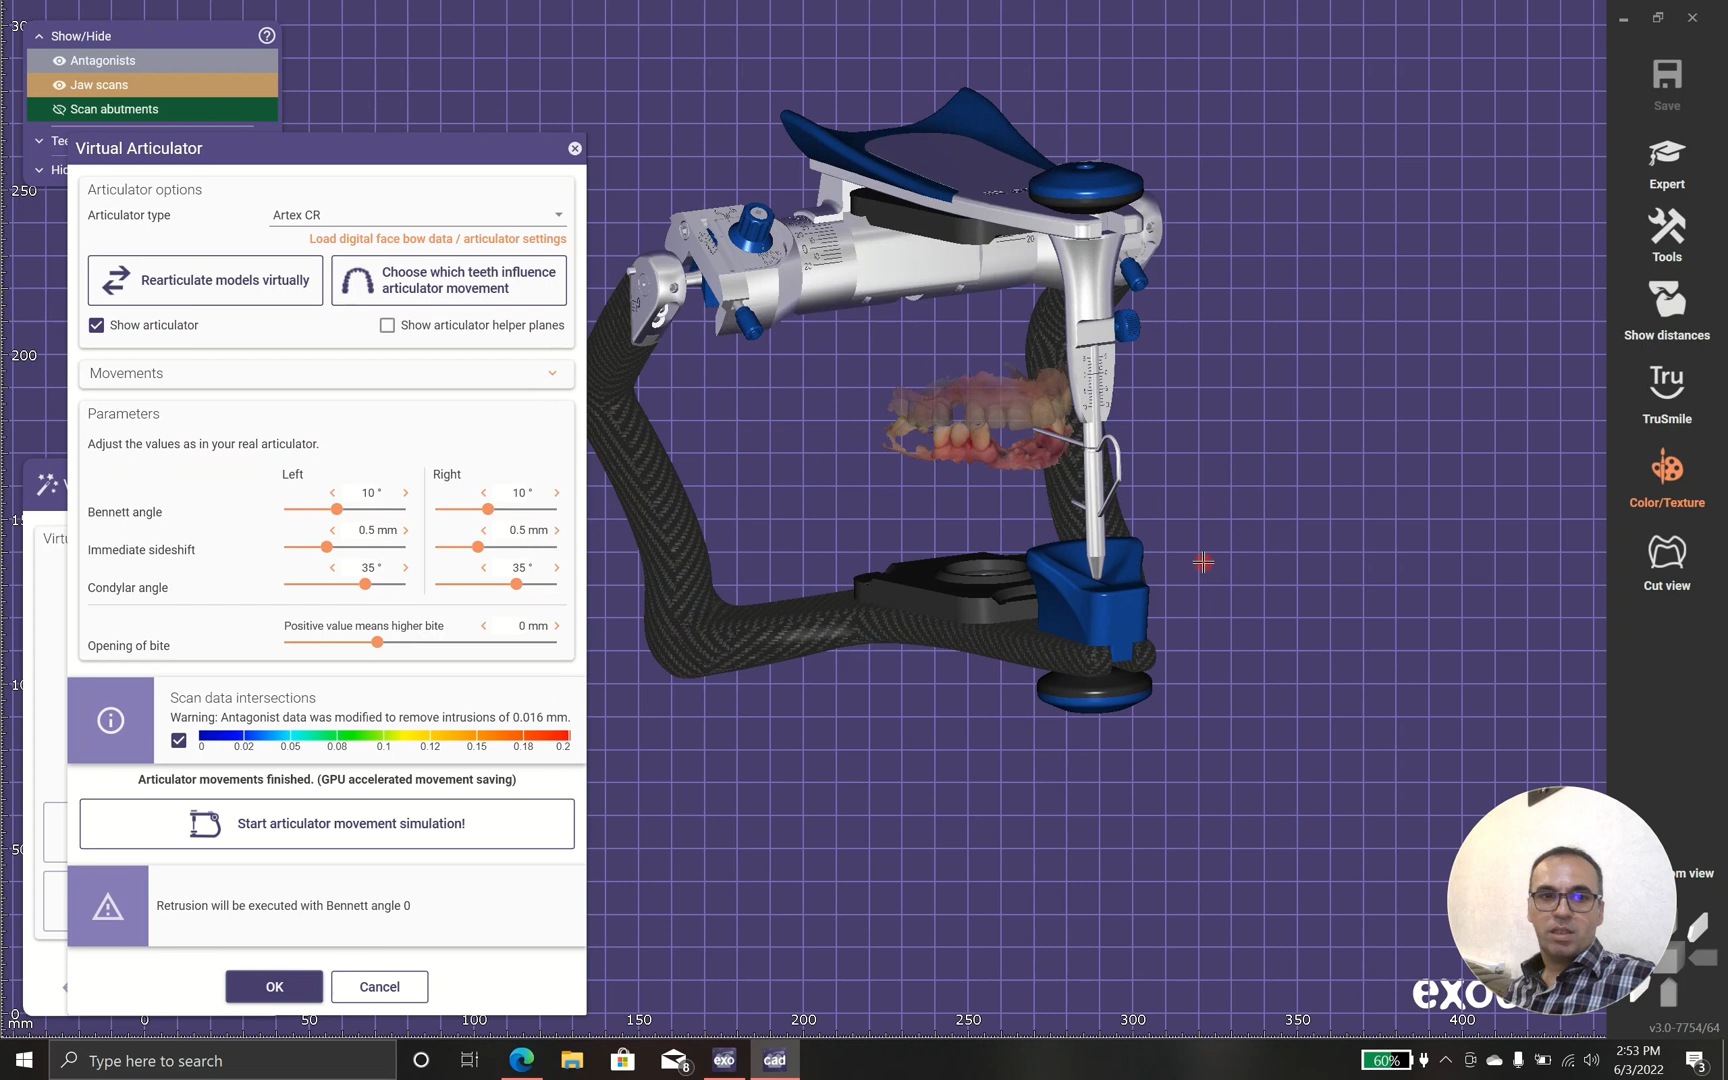 Show/Hide
Antagonists
Jaw scans
Scan abutments
Virtual Articulator
Articulator options
Articulator type
Artex CR
Load digital face bow data / articulator settings
Rearticulate models virtually
Choose which teeth influence
articulator movement
Show articulator
Show articulator helper planes
Movements
Parameters
Adjust the values as in your real articulator.
Left
Right
10 °
10 °
Bennett angle
0.5 mm
0.5 mm
Immediate sideshift
35 °
35 °
Condylar angle
Positive value means higher bite
0 mm
Opening of bite
Scan data intersections
Warning: Antagonist data was modified to remove intrusions of 0.016 mm.
0 0.02 0.05 0.08 0.1 0.12 0.15 0.18 0.2
Articulator movements finished. (GPU accelerated movement saving)
Start articulator movement simulation!
Retrusion will be executed with Bennett angle 0
OK
Cancel
250
200
mm
0 50 100 150 200 250 300 350 400
Save
Expert
Tools
Show distances
Tru
TruSmile
Color/Texture
Cut view
om view
exo
v3.0-7754/64
Type here to search
8
exo
cad
60%
2:53 PM
6/3/2022
3